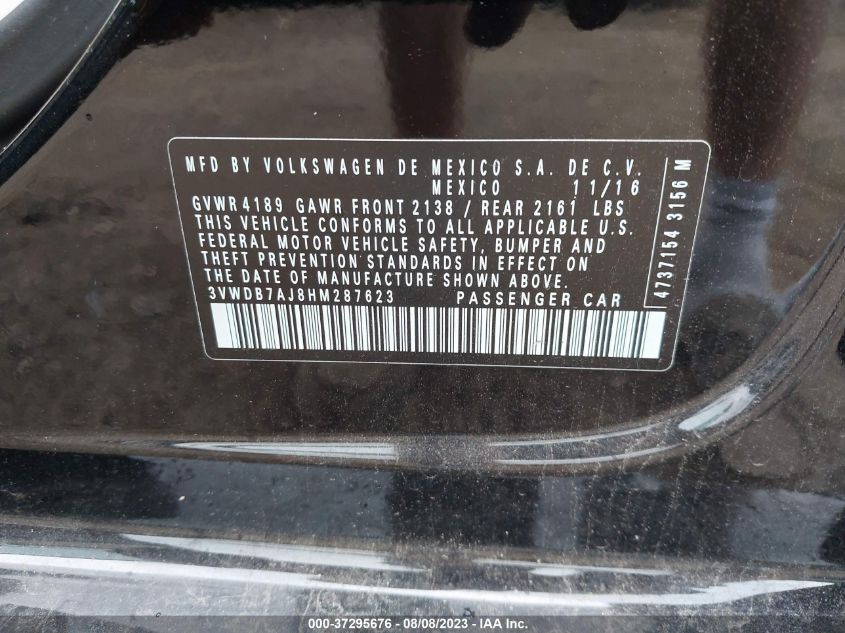 MFD BY VOLKSWAGEN DE MEXICO S.A. DE C.V.
MEXICO 11/16
GVWR 4189 GAWR FRONT 2138 / REAR 2161 LBS
THIS VEHICLE CONFORMS TO ALL APPLICABLE U.S.
FEDERAL MOTOR VEHICLE SAFETY, BUMPER AND
THEFT PREVENTION STANDARDS IN EFFECT ON
THE DATE OF MANUFACTURE SHOWN ABOVE.
3VWDB7AJ8HM287623 PASSENGER CAR
4737154 3156 M
000-37295676 - 08/08/2023 - IAA Inc.